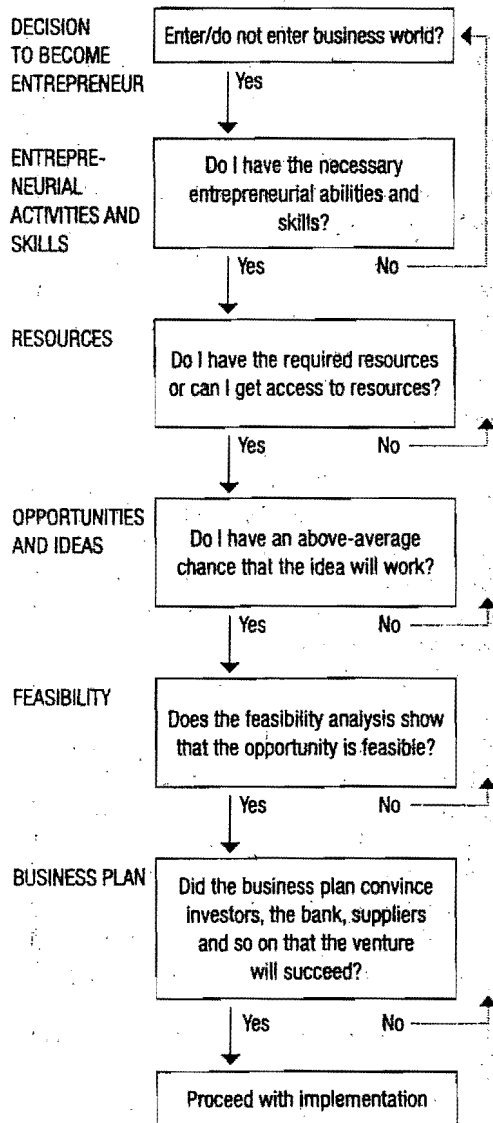 DECISION
TO BECOME
ENTREPRENEUR
Enter/do not enter business world?
Yes
ENTREPRE-
NEURIAL
ACTIVITIES AND
SKILLS
Do I have the necessary
entrepreneurial abilities and
skills?
Yes No
RESOURCES
Do I have the required resources
or can I get access to resources?
Yes No
OPPORTUNITIES
AND IDEAS
Do I have an above-average
chance that the idea will work?
Yes No
FEASIBILITY
Does the feasibility analysis show
that the opportunity is feasible?
Yes No
BUSINESS PLAN
Did the business plan convince
investors, the bank, suppliers
and so on that the venture
will succeed?
Yes No
Proceed with implementation